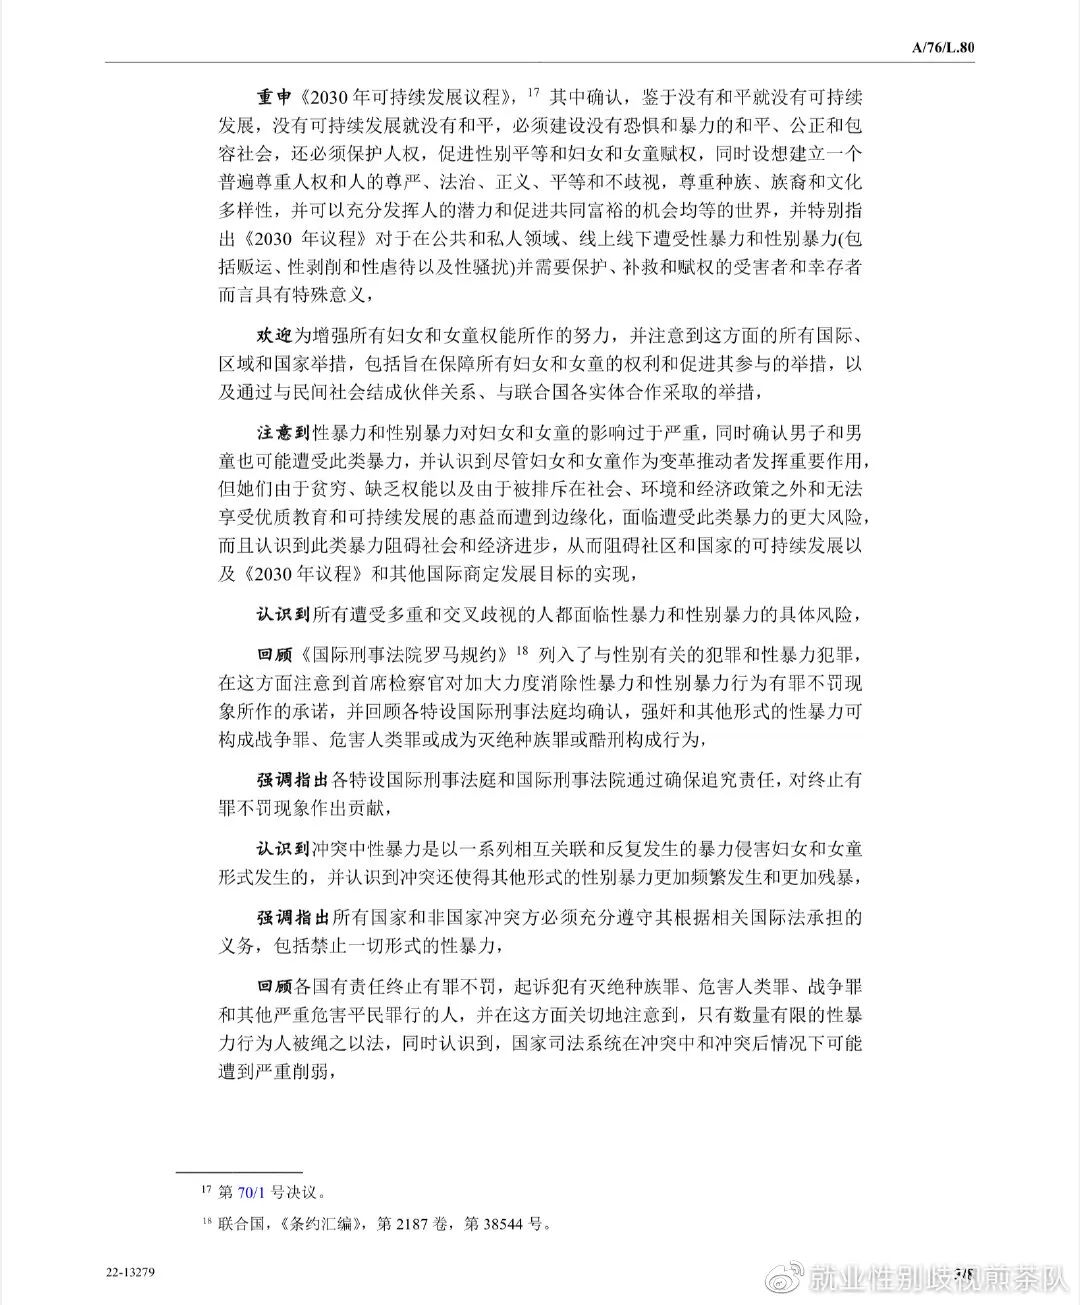 A/76/L.80
重申《2030 年可持续发展议程》，17 其中确认，鉴于没有和平就没有可持续
发展，没有可持续发展就没有和平，必须建设没有恐惧和暴力的和平、公正和包
容社会，还必须保护人权，促进性别平等和妇女和女童赋权，同时设想建立一个
普遍尊重人权和人的尊严、法治、正义、平等和不歧视，尊重种族、族裔和文化
多样性，并可以充分发挥人的潜力和促进共同富裕的机会均等的世界，并特别指
出《2030 年议程》对于在公共和私人领域、线上线下遭受性暴力和性别暴力(包
括贩运、性剥削和性虐待以及性骚扰)并需要保护、补救和赋权的受害者和幸存者
而言具有特殊意义，
欢迎为增强所有妇女和女童权能所作的努力，并注意到这方面的所有国际、
区域和国家举措，包括旨在保障所有妇女和女童的权利和促进其参与的举措，以
及通过与民间社会结成伙伴关系、与联合国各实体合作采取的举措，
注意到性暴力和性别暴力对妇女和女童的影响过于严重，同时确认男子和男
童也可能遭受此类暴力，并认识到尽管妇女和女童作为变革推动者发挥重要作用，
但她们由于贫穷、缺乏权能以及由于被排斥在社会、环境和经济政策之外和无法
享受优质教育和可持续发展的惠益而遭到边缘化，面临遭受此类暴力的更大风险，
而且认识到此类暴力阻碍社会和经济进步，从而阻碍社区和国家的可持续发展以
及《2030 年议程》和其他国际商定发展目标的实现，
认识到所有遭受多重和交叉歧视的人都面临性暴力和性别暴力的具体风险，
回顾《国际刑事法院罗马规约》18 列入了与性别有关的犯罪和性暴力犯罪，
在这方面注意到首席检察官对加大力度消除性暴力和性别暴力行为有罪不罚现
象所作的承诺，并回顾各特设国际刑事法庭均确认，强奸和其他形式的性暴力可
构成战争罪、危害人类罪或成为灭绝种族罪或酷刑构成行为，
强调指出各特设国际刑事法庭和国际刑事法院通过确保追究责任，对终止有
罪不罚现象作出贡献，
认识到冲突中性暴力是以一系列相互关联和反复发生的暴力侵害妇女和女童
形式发生的，并认识到冲突还使得其他形式的性别暴力更加频繁发生和更加残暴，
强调指出所有国家和非国家冲突方必须充分遵守其根据相关国际法承担的
义务，包括禁止一切形式的性暴力，
回顾各国有责任终止有罪不罚，起诉犯有灭绝种族罪、危害人类罪、战争罪
和其他严重危害平民罪行的人，并在这方面关切地注意到，只有数量有限的性暴
力行为人被绳之以法，同时认识到，国家司法系统在冲突中和冲突后情况下可能
遭到严重削弱，
17 第 70/1 号决议。
18 联合国，《条约汇编》，第 2187 卷，第 38544 号。
22-13279
3/8
就业性别歧视煎茶队